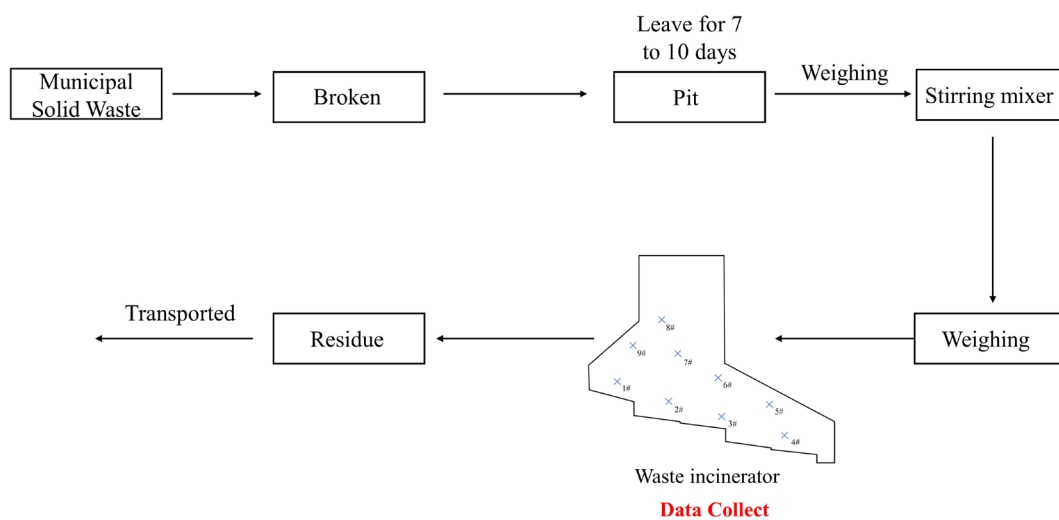 Municipal
Solid Waste
Broken
Leave for 7
to 10 days
Pit
Weighing
Stirring mixer
Weighing
8#
9#
7#
1#
6#
2#
5#
3#
4#
Waste incinerator
Data Collect
Residue
Transported